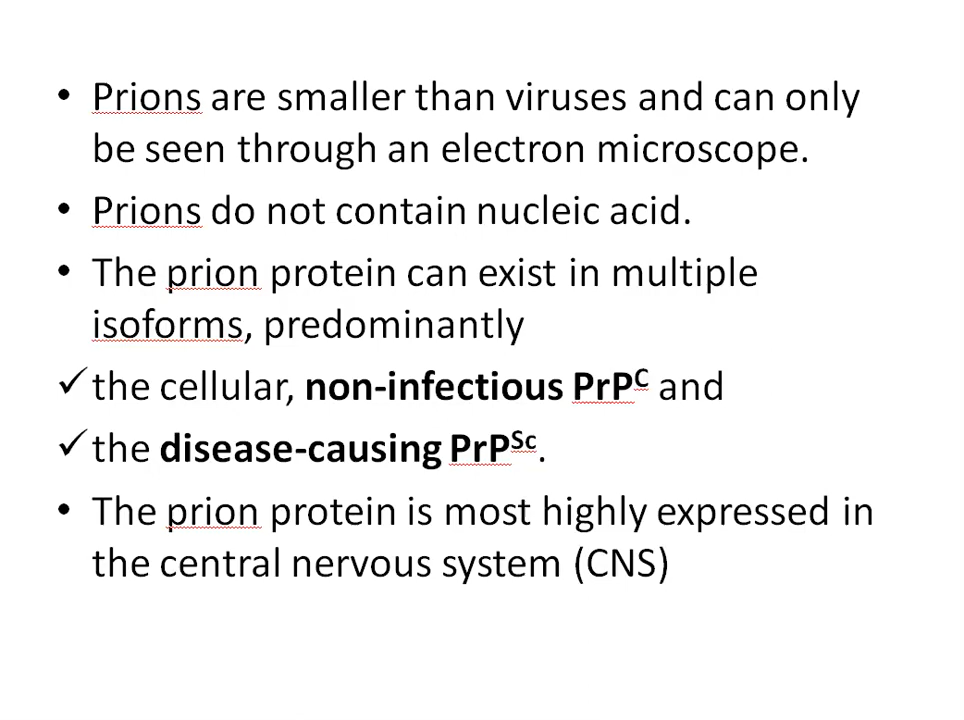 • Prions are smaller than viruses and can only
be seen through an electron microscope.
• Prions do not contain nucleic acid.
• The prion protein can exist in multiple
isoforms, predominantly
✓ the cellular, non-infectious PrPᶜ and
✓ the disease-causing PrPˢᶜ.
• The prion protein is most highly expressed in
the central nervous system (CNS)